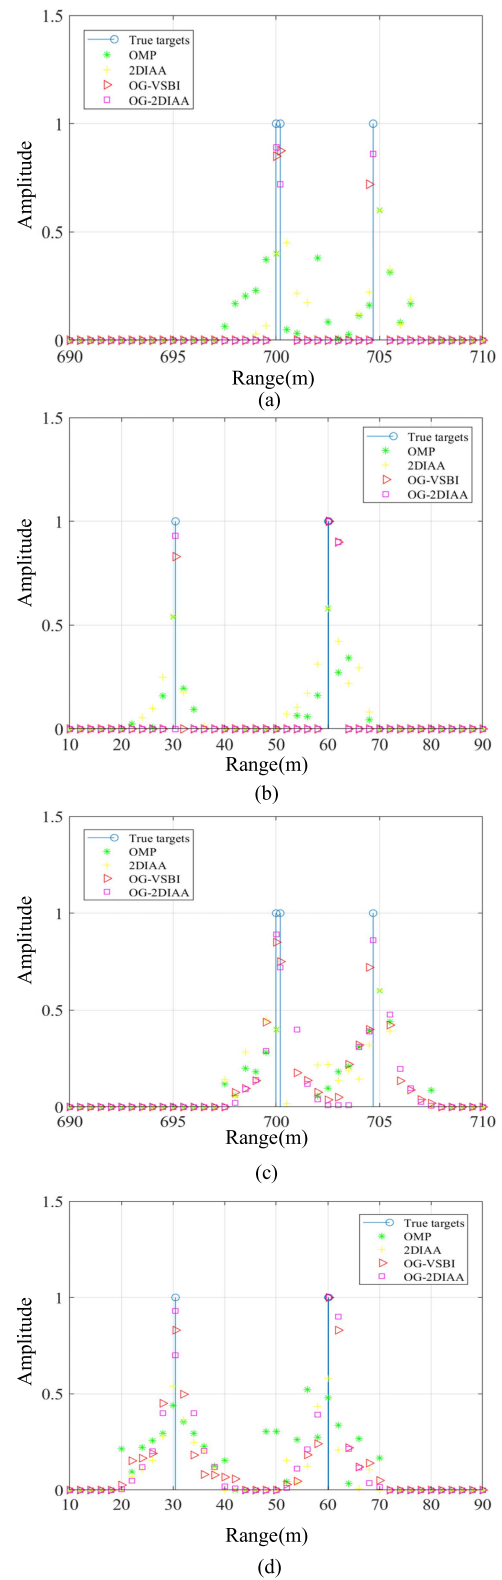 1.5
True targets
OMP
2DIAA
OG-VSBI
OG-2DIAA
1
Amplitude
0.5
0
690 695 700 705 710
Range(m)
(a)
1.5
True targets
OMP
2DIAA
OG-VSBI
OG-2DIAA
1
Amplitude
0.5
0
10 20 30 40 50 60 70 80 90
Range(m)
(b)
1.5
True targets
OMP
2DIAA
OG-VSBI
OG-2DIAA
1
Amplitude
0.5
0
690 695 700 705 710
Range(m)
(c)
1.5
True targets
OMP
2DIAA
OG-VSBI
OG-2DIAA
1
Amplitude
0.5
0
10 20 30 40 50 60 70 80 90
Range(m)
(d)